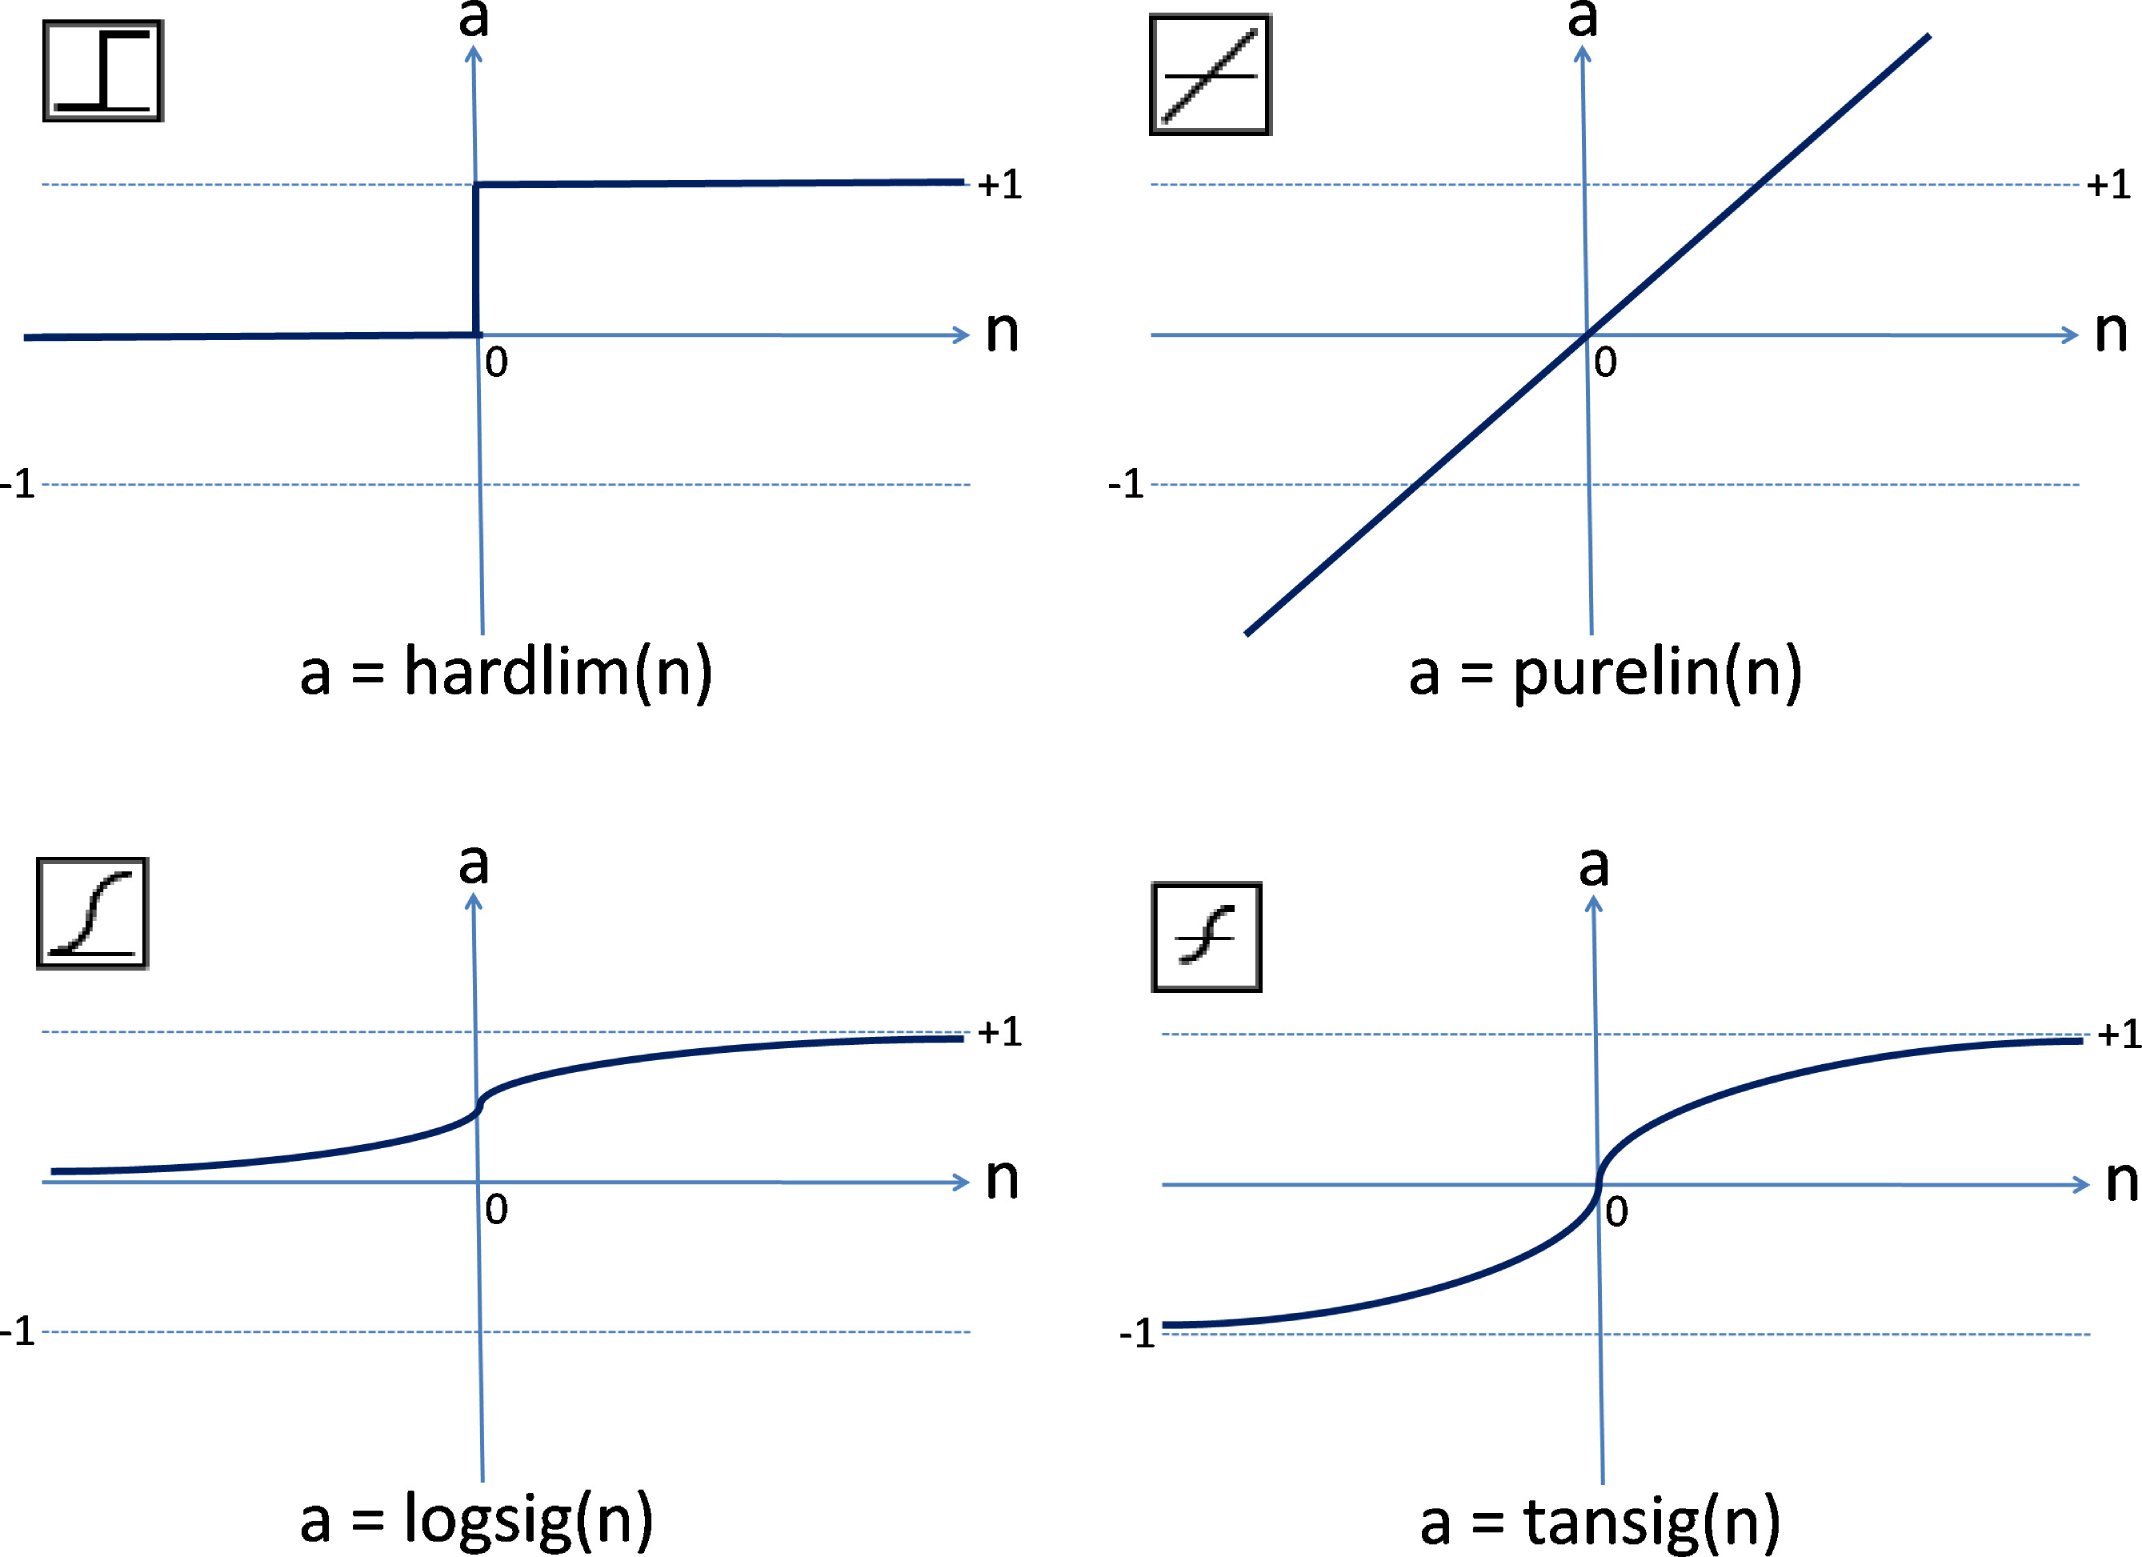 a
+1
n
0
-1
a = hardlim(n)
a
+1
n
0
-1
a = purelin(n)
a
+1
n
0
-1
a = logsig(n)
a
+1
n
0
-1
a = tansig(n)